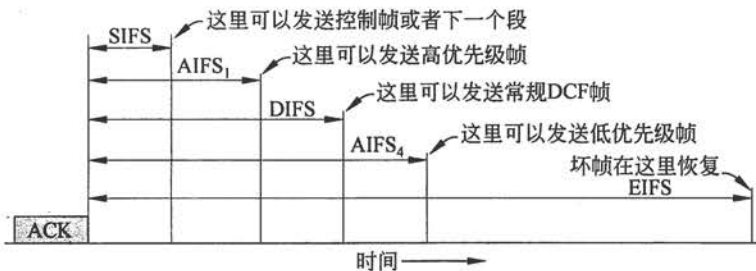 SIFS
这里可以发送控制帧或者下一个段
AIFS₁
这里可以发送高优先级帧
DIFS
这里可以发送常规DCF帧
AIFS₄
这里可以发送低优先级帧
坏帧在这里恢复
EIFS
ACK
时间